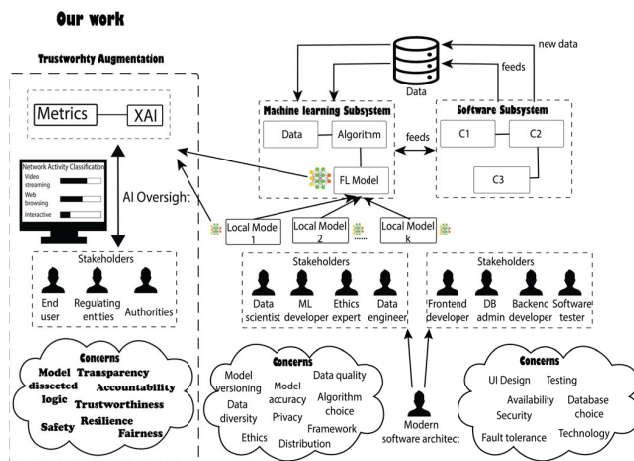 Our work
Trustworhty Augmentation
Metrics
XAI
Network Activity Classification
Video
streaming
Web
browsing
Interactive
AI Oversigh:
Stakeholders
End
user
Reguating
entties
Authorities
Concerns
Model Transparency
dissected Accountability
logic
Trustworthiness
Resilience
Safety
Fairness
new data
feeds
Data
Machine learning Subsystem
Data
Algorithm
FL Model
feeds
Software Subsystem
C1
C2
C3
Local Mode
1
Local Model
2
......
Local Model
k
Stakeholders
Data
scientist
ML
developer
Ethics
expert
Data
engineer
Stakeholders
Frontend
developer
DB
admin
Backenc
developer
Software
tester
Concerns
Model
versioning
Data quality
Model
accuracy
Data
diversity
Algorithm
choice
Privacy
Ethics
Framework
Distribution
Modern
software architec:
Concerns
UI Design
Testing
Availability
Database
choice
Security
Fault tolerance
Technology